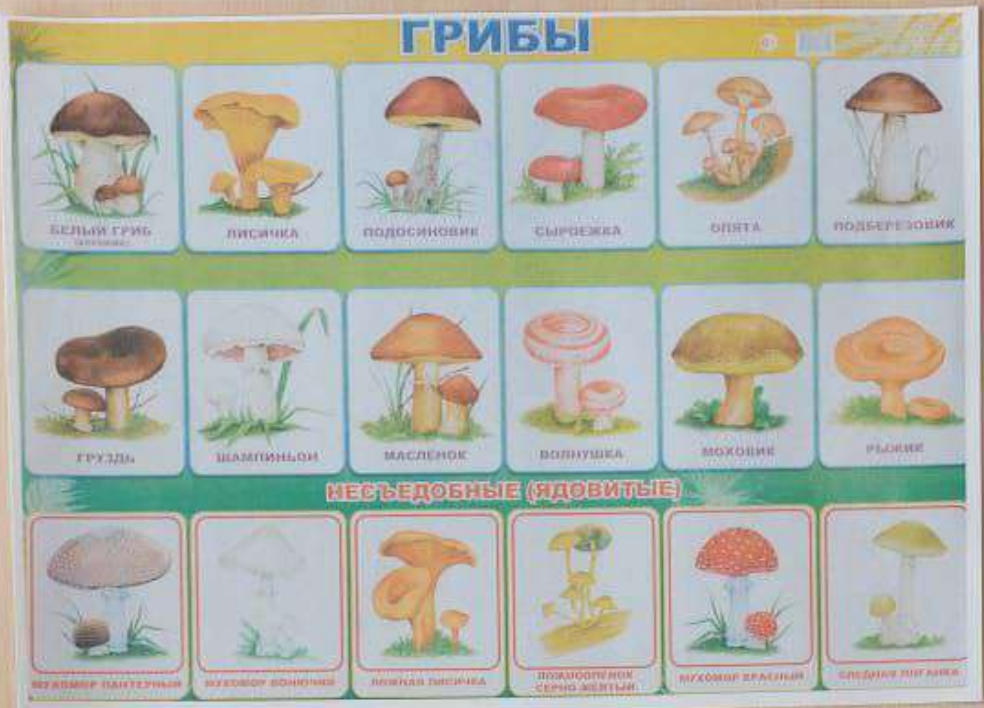 ГРИБЫ
БЕЛЫЙ ГРИБ
ЛИСИЧКА
ПОДОСИНОВИК
СЫРОЕЖКА
ОПЯТА
ПОДБЕРЕЗОВИК
ГРУЗДЬ
ШАМПИНЬОН
МАСЛЕНОК
ВОЛНУШКА
МОХОВИК
РЫЖИК
НЕСЪЕДОБНЫЕ (ЯДОВИТЫЕ)
МУХОМОР ПАНТЕРНЫЙ
МУХОМОР ВОНЮЧИЙ
ЛОЖНАЯ ЛИСИЧКА
ЛОЖНООПЕНОК
СЕРНО-ЖЕЛТЫЙ
МУХОМОР КРАСНЫЙ
БЛЕДНАЯ ПОГАНКА